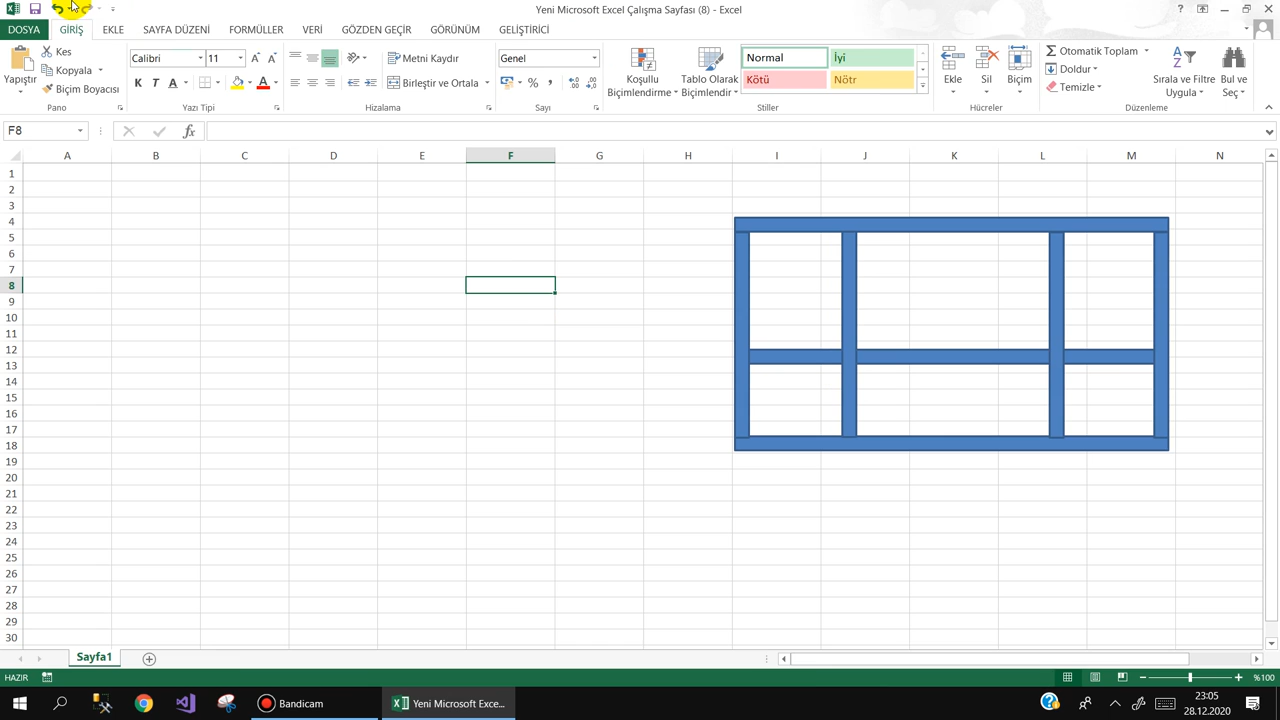 Yeni Microsoft Excel Çalışma Sayfası (8) - Excel
DOSYA GİRİŞ EKLE SAYFA DÜZENİ FORMÜLLER VERİ GÖZDEN GEÇİR GÖRÜNÜM GELİŞTİRİCİ
Yapıştır
Kes
Kopyala
Biçim Boyacısı
Pano
Calibri 11
K T A
Yazı Tipi
Metni Kaydır
Birleştir ve Ortala
Hizalama
Genel
%
Sayı
Koşullu
Biçimlendirme
Tablo Olarak
Biçimlendir
Normal İyi
Kötü Nötr
Stiller
Ekle Sil Biçim
Hücreler
Otomatik Toplam
Doldur
Temizle
Sırala ve Filtre
Uygula
Bul ve
Seç
Düzenleme
F8 fx
A B C D E F G H I J K L M N
1
2
3
4
5
6
7
8
9
10
11
12
13
14
15
16
17
18
19
20
21
22
23
24
25
26
27
28
29
30
Sayfa1
HAZIR %100
Bandicam Yeni Microsoft Exce... 23:05
28.12.2020